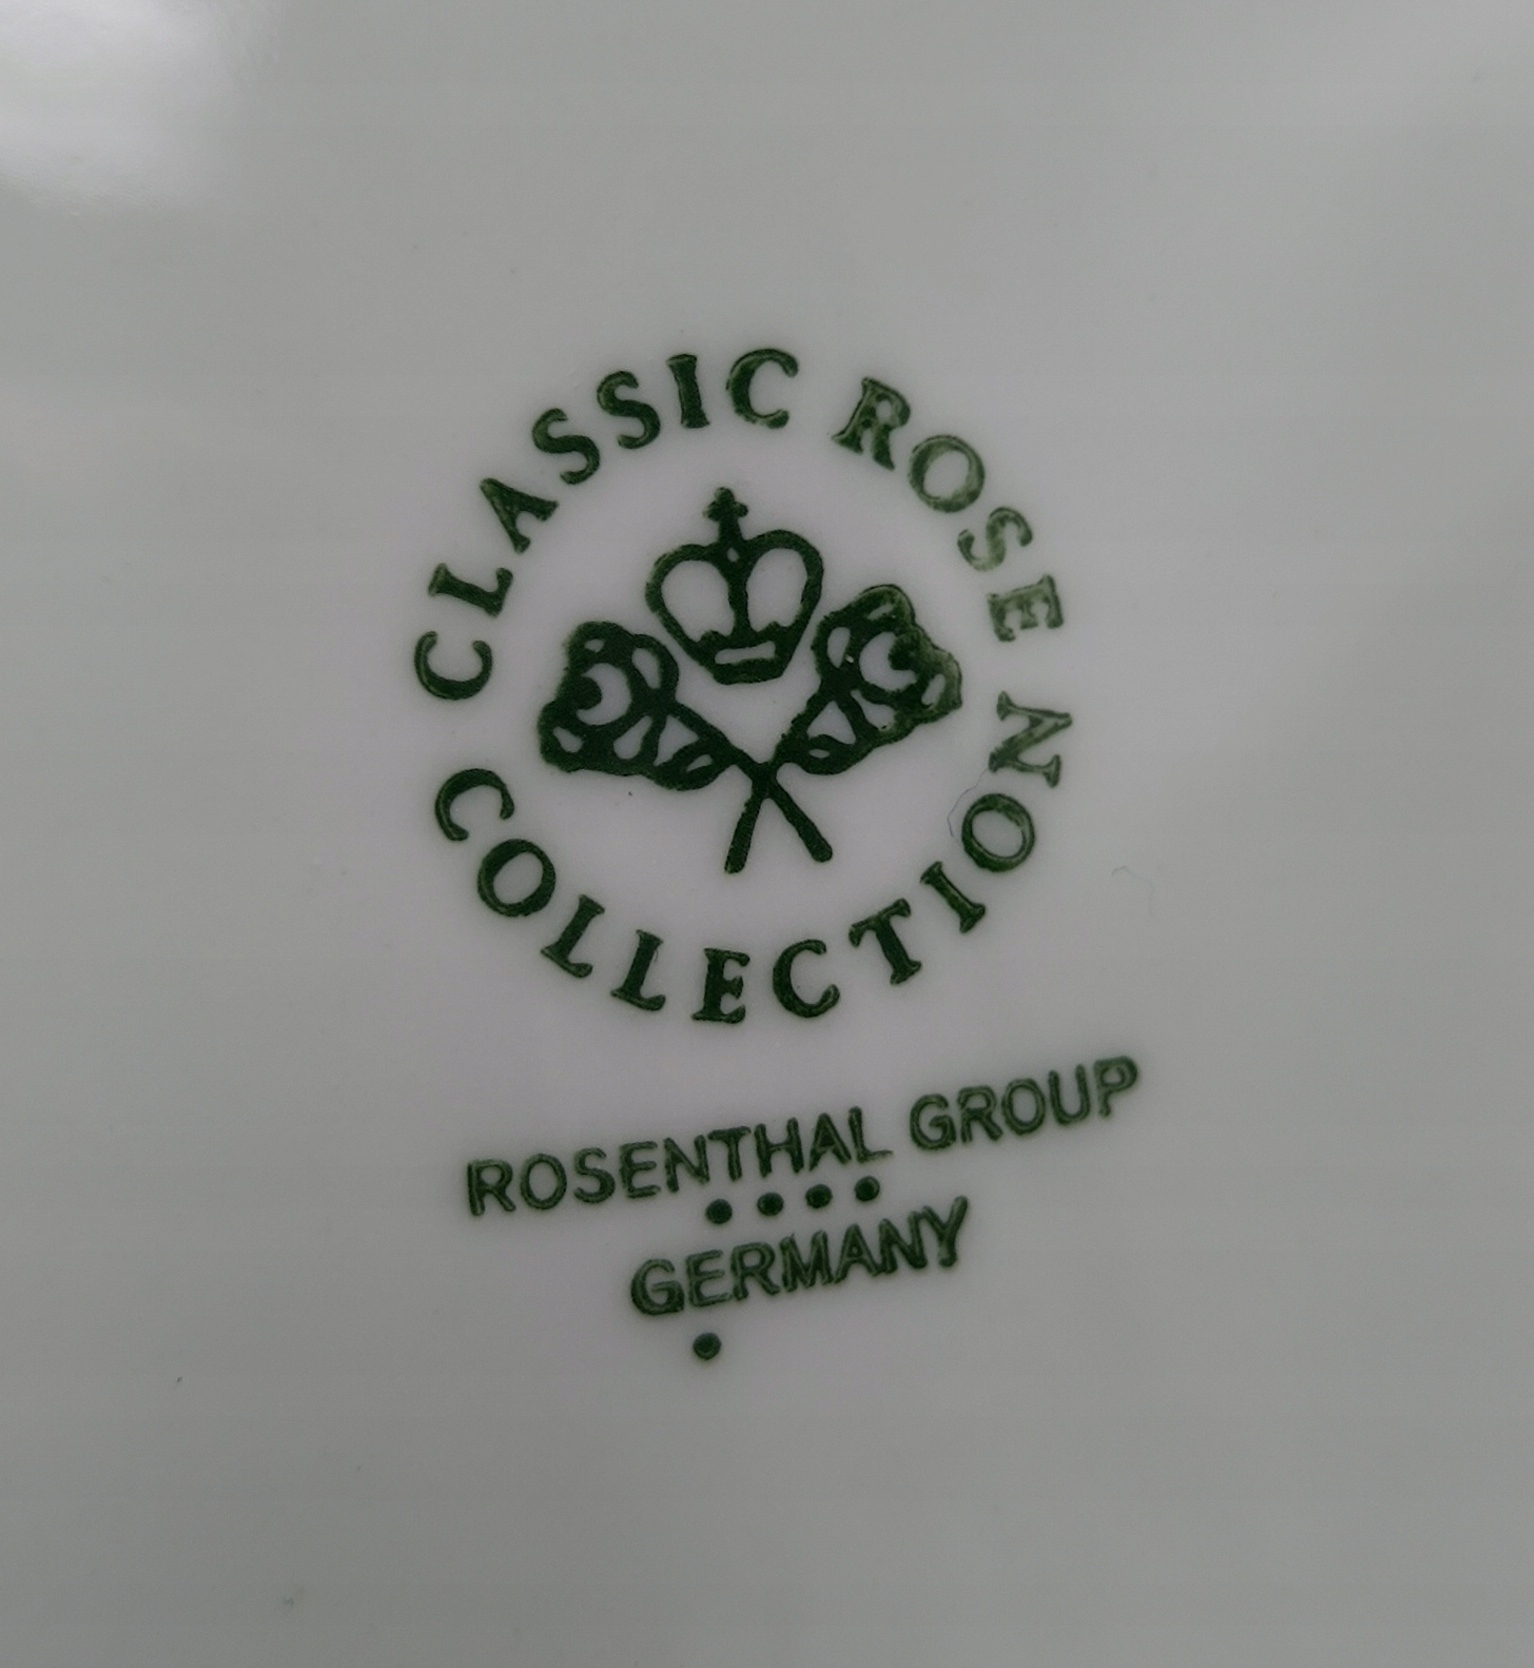 CLASSIC ROSE
COLLECTION
ROSENTHAL GROUP
GERMANY